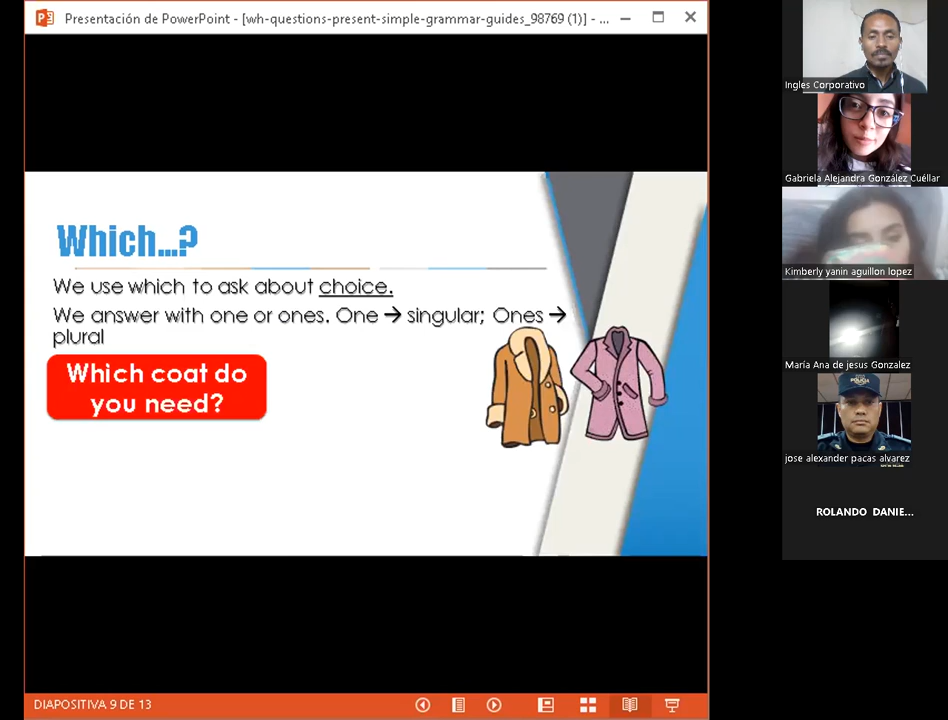 Presentación de PowerPoint - [wh-questions-present-simple-grammar-guides_98769 (1)] - ...
Ingles Corporativo
Gabriela Alejandra González Cuéllar
Kimberly yanin aguillon lopez
María Ana de jesus Gonzalez
POLICIA
jose alexander pacas alvarez
ROLANDO DANIE...
Which...?
We use which to ask about choice.
We answer with one or ones. One → singular; Ones →
plural
Which coat do
you need?
DIAPOSITIVA 9 DE 13